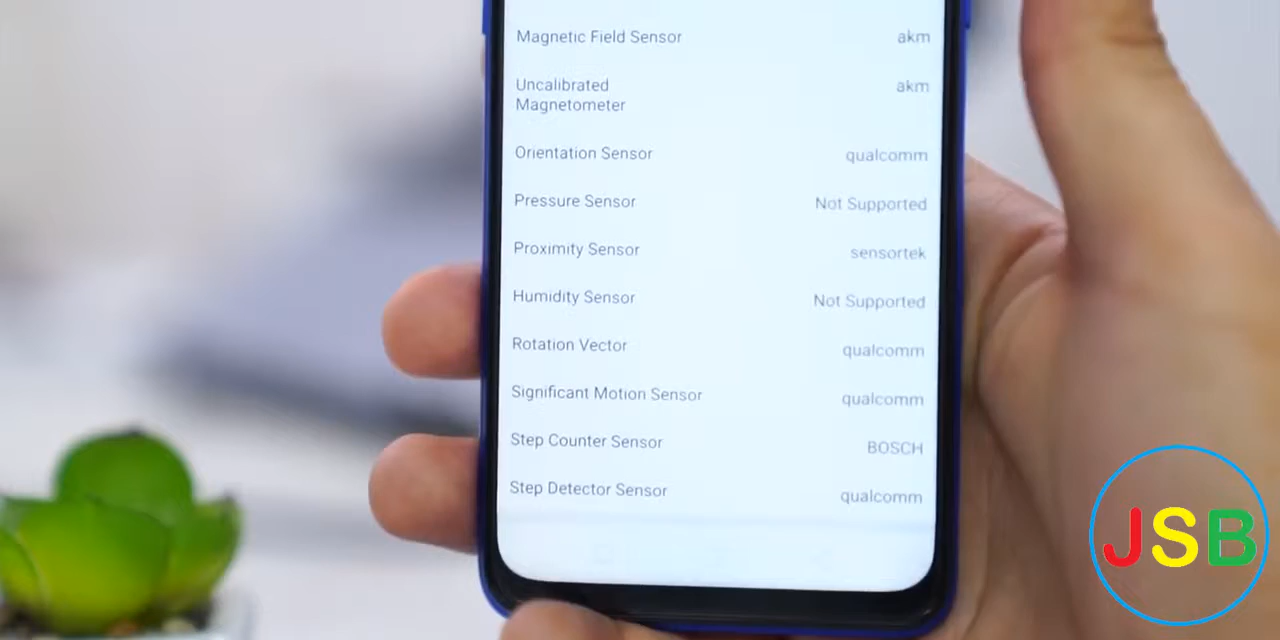 Magnetic Field Sensor akm
Uncalibrated akm
Magnetometer
Orientation Sensor qualcomm
Pressure Sensor Not Supported
Proximity Sensor sensortek
Humidity Sensor Not Supported
Rotation Vector qualcomm
Significant Motion Sensor qualcomm
Step Counter Sensor BOSCH
Step Detector Sensor qualcomm
JSB